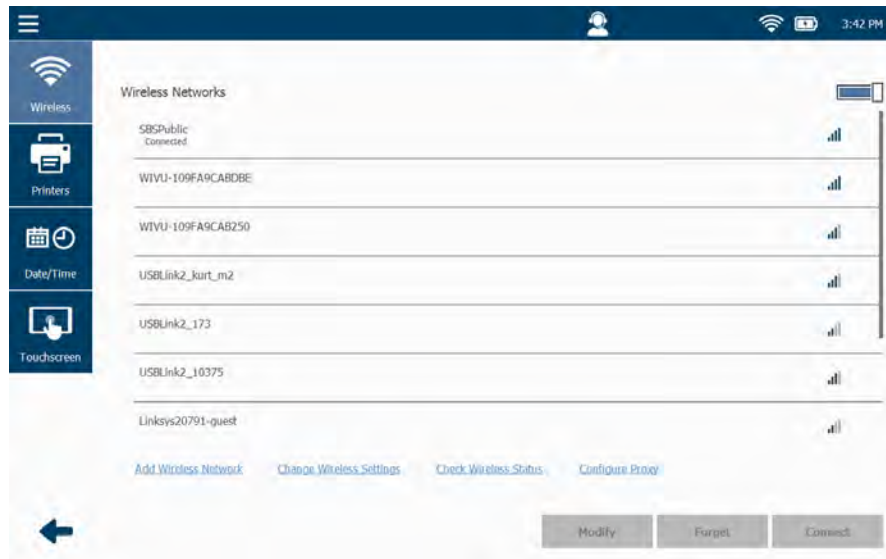 3:42 PM
Wireless
Printers
Date/Time
Touchscreen
Wireless Networks
SBSPublic
Connected
WIVU-109FA9CABDBE
WIVU-109FA9CAB250
USBLink2_kurt_m2
USBLink2_173
USBLink2_10375
Linksys20791-guest
Add Wireless Network Change Wireless Settings Check Wireless Status Configure Proxy
Modify Forget Connect